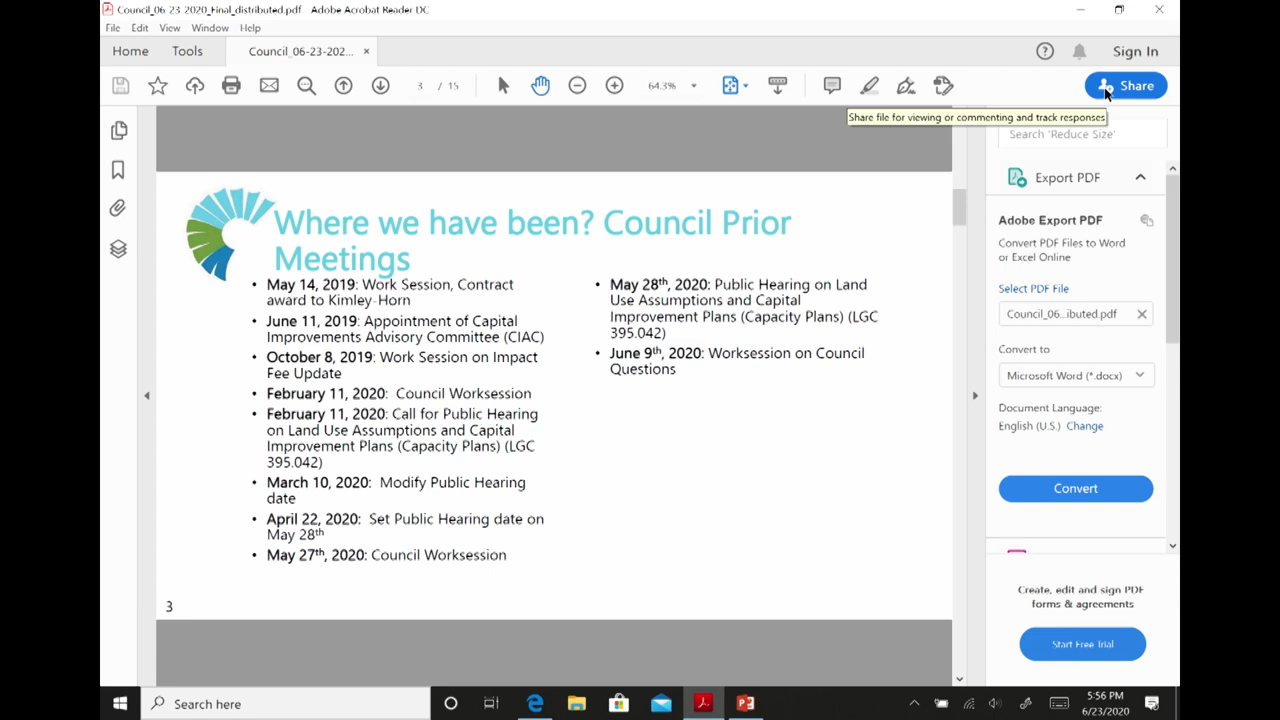 Council_06-23-2020_Final_distributed.pdf - Adobe Acrobat Reader DC
File Edit View Window Help
Home Tools Council_06-23-202... × Sign In
3 / 15 64.3% Share
Share file for viewing or commenting and track responses
Search 'Reduce Size'
Where we have been? Council Prior
Meetings
• May 14, 2019: Work Session, Contract
award to Kimley-Horn
• June 11, 2019: Appointment of Capital
Improvements Advisory Committee (CIAC)
• October 8, 2019: Work Session on Impact
Fee Update
• February 11, 2020: Council Worksession
• February 11, 2020: Call for Public Hearing
on Land Use Assumptions and Capital
Improvement Plans (Capacity Plans) (LGC
395.042)
• March 10, 2020: Modify Public Hearing
date
• April 22, 2020: Set Public Hearing date on
May 28th
• May 27th, 2020: Council Worksession
• May 28th, 2020: Public Hearing on Land
Use Assumptions and Capital
Improvement Plans (Capacity Plans) (LGC
395.042)
• June 9th, 2020: Worksession on Council
Questions
3
Export PDF
Adobe Export PDF
Convert PDF Files to Word
or Excel Online
Select PDF File
Council_06...ibuted.pdf
Convert to
Microsoft Word (*.docx)
Document Language:
English (U.S.) Change
Convert
Create, edit and sign PDF
forms & agreements
Start Free Trial
Search here
5:56 PM
6/23/2020